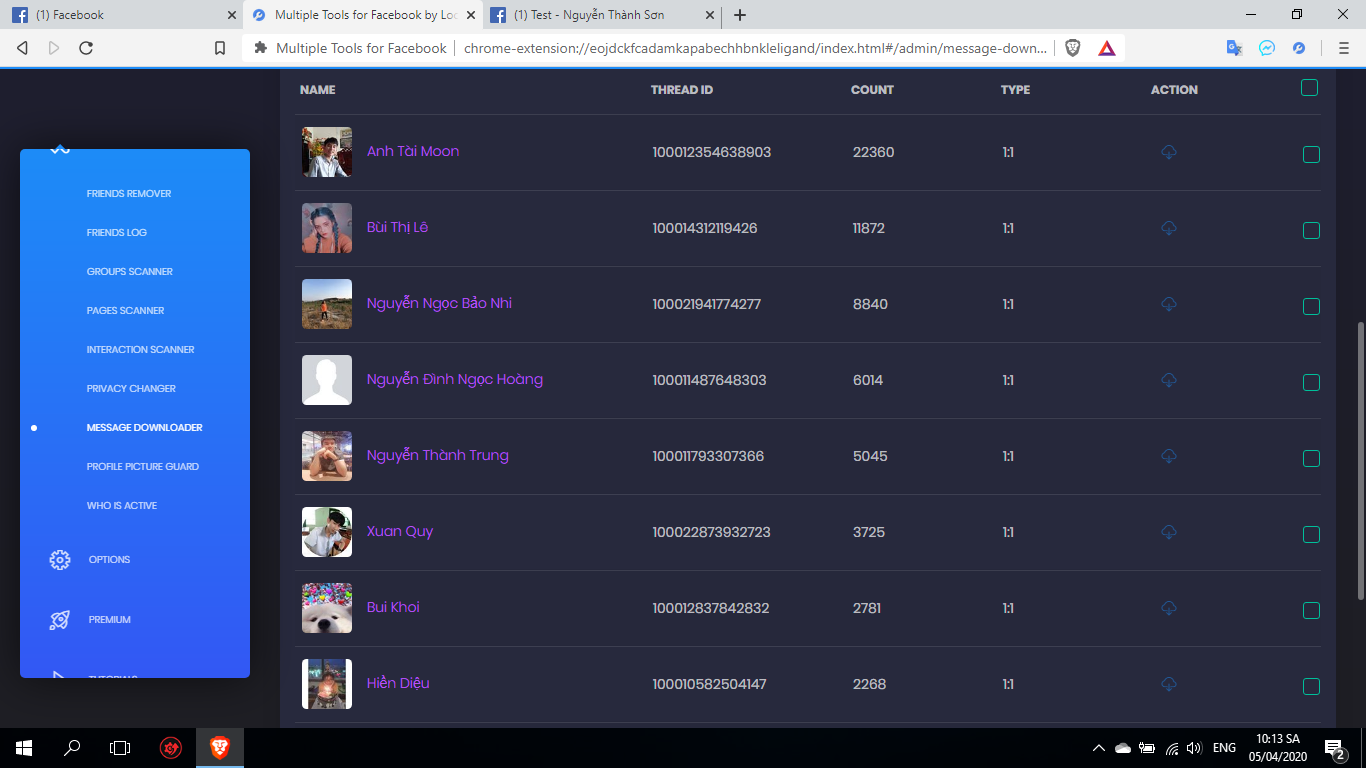 (1) Facebook
Multiple Tools for Facebook by Loc
(1) Test - Nguyễn Thành Sơn
Multiple Tools for Facebook
chrome-extension://eojdckfcadamkapabechhbnkleligand/index.html#/admin/message-down...
NAME THREAD ID COUNT TYPE ACTION
Anh Tài Moon 100012354638903 22360 1:1
Bùi Thị Lê 100014312119426 11872 1:1
Nguyễn Ngọc Bảo Nhi 100021941774277 8840 1:1
Nguyễn Đình Ngọc Hoàng 100011487648303 6014 1:1
Nguyễn Thành Trung 100011793307366 5045 1:1
Xuan Quy 100022873932723 3725 1:1
Bui Khoi 100012837842832 2781 1:1
Hiền Diệu 100010582504147 2268 1:1
FRIENDS REMOVER
FRIENDS LOG
GROUPS SCANNER
PAGES SCANNER
INTERACTION SCANNER
PRIVACY CHANGER
MESSAGE DOWNLOADER
PROFILE PICTURE GUARD
WHO IS ACTIVE
OPTIONS
PREMIUM
TUTORIALS
ENG
10:13 SA
05/04/2020
2